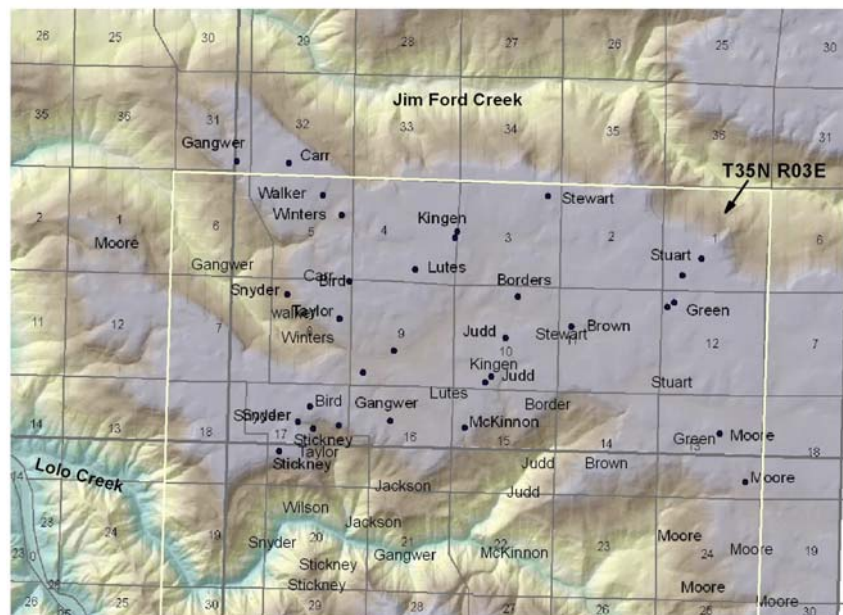 26 25 30 29 28 27 26 25 30
Jim Ford Creek
35 36 31 32 33 34 35 36 31
Gangwer Carr
T35N R03E
Walker Stewart
Winters Kingen
2 1 6 5 4 3 2 1 6
Moore Stuart
Gangwer Carr Bird Lutes
Snyder Borders
Taylor Green
walker
11 12 7 8 9 10 11 12 7
Winters Judd Stewart Brown
Kingen Judd
Lutes Stuart
Bird Gangwer Border
Snyder Snyder McKinnon
14 13 18 17 16 15 14 13 18
Stickney Green Moore
Taylor
Stickney Judd Brown
Lolo Creek
Jackson Judd Moore
Wilson
Jackson
23 24 19 20 21 22 23 24 19
Snyder Gangwer McKinnon Moore Moore
Stickney
Stickney Moore
Moore
26 25 30 29 28 27 26 25 30